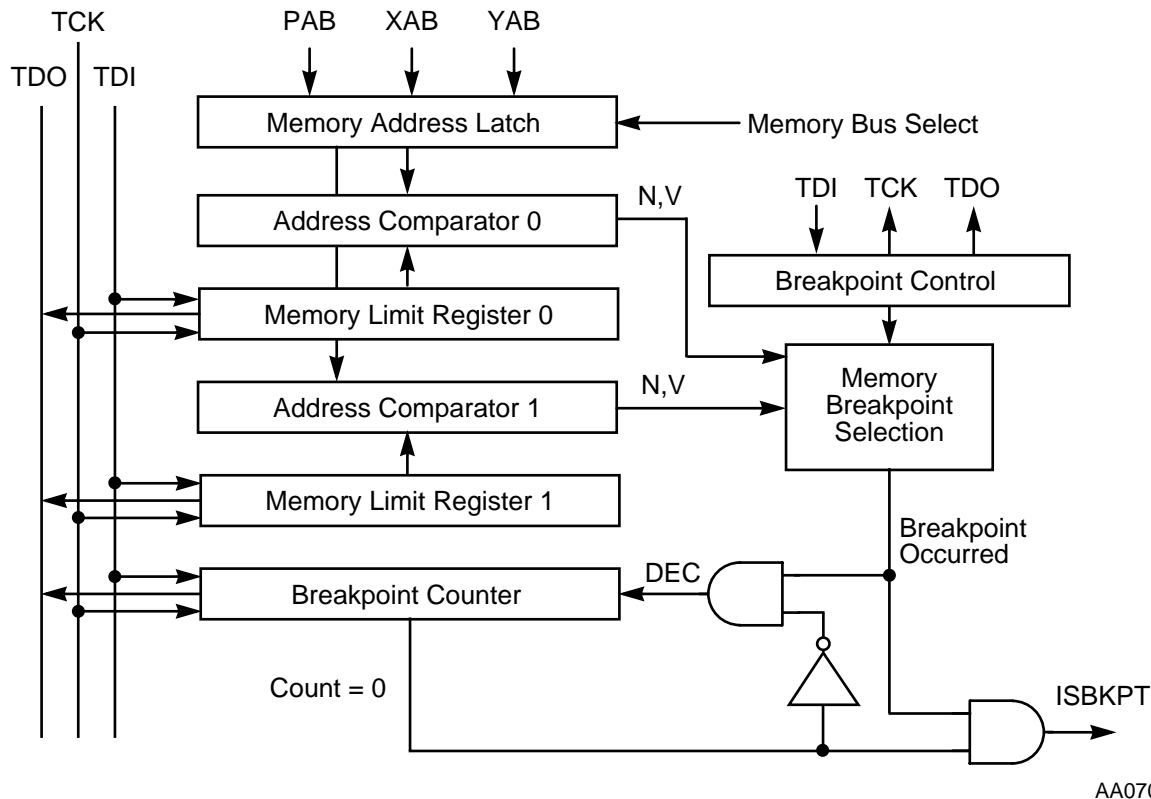 TCK
PAB XAB YAB
TDO TDI
Memory Address Latch
Memory Bus Select
N,V
TDI TCK TDO
Address Comparator 0
Breakpoint Control
Memory Limit Register 0
Memory
Breakpoint
Selection
N,V
Address Comparator 1
Memory Limit Register 1
Breakpoint
Occurred
DEC
Breakpoint Counter
Count = 0
ISBKPT